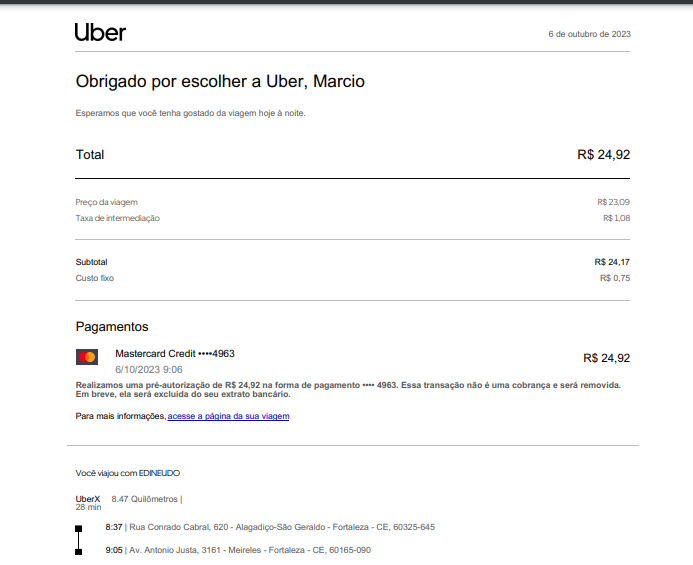 Uber
6 de outubro de 2023
Obrigado por escolher a Uber, Marcio
Esperamos que você tenha gostado da viagem hoje à noite.
Total R$ 24,92
Preço da viagem R$ 23,09
Taxa de intermediação R$ 1,08
Subtotal R$ 24,17
Custo fixo R$ 0,75
Pagamentos
Mastercard Credit ••••4963 R$ 24,92
6/10/2023 9:06
Realizamos uma pré-autorização de R$ 24,92 na forma de pagamento •••• 4963. Essa transação não é uma cobrança e será removida.
Em breve, ela será excluída do seu extrato bancário.
Para mais informações, acesse a página da sua viagem
Você viajou com EDINEUDO
UberX 8.47 Quilômetros |
28 min
8:37 | Rua Conrado Cabral, 620 - Alagadiço-São Geraldo - Fortaleza - CE, 60325-645
9:05 | Av. Antonio Justa, 3161 - Meireles - Fortaleza - CE, 60165-090